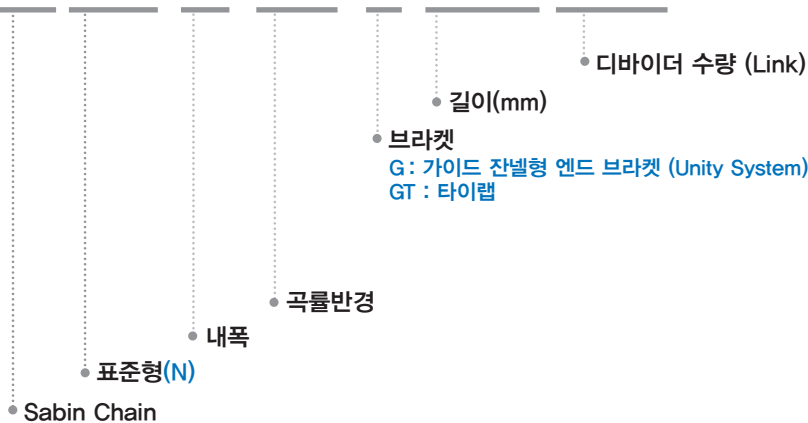 디바이더 수량 (Link)
길이(mm)
브라켓
G : 가이드 잔넬형 엔드 브라켓 (Unity System)
GT : 타이랩
곡률반경
내폭
표준형(N)
Sabin Chain